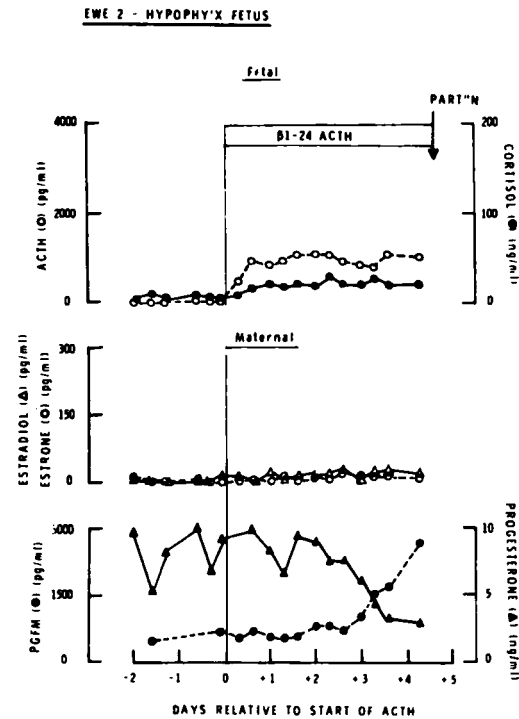 EWE 2 - HYPOPHY'X FETUS
Fetal
PART"N
4000
2000
0
ACTH (O) (pg/ml)
β1-24 ACTH
200
100
0
CORTISOL (●) (ng/ml)
Maternal
300
150
0
ESTRADIOL (Δ) (pg/ml)
ESTRONE (O) (pg/ml)
1500
0
PGFM (●) (pg/ml)
10
5
0
PROGESTERONE (Δ) (ng/ml)
-2 -1 0 +1 +2 +3 +4 +5
DAYS RELATIVE TO START OF ACTH